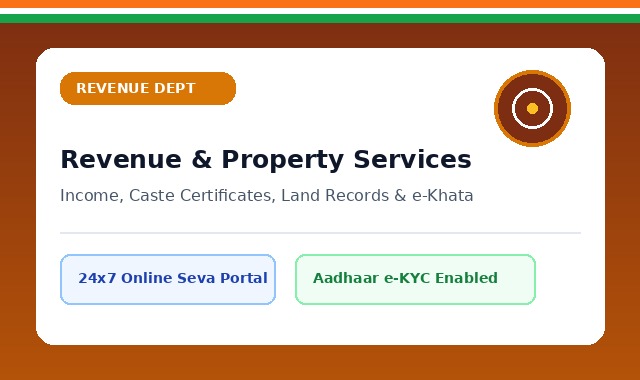 REVENUE DEPT
Revenue & Property Services
Income, Caste Certificates, Land Records & e-Khata
24x7 Online Seva Portal
Aadhaar e-KYC Enabled